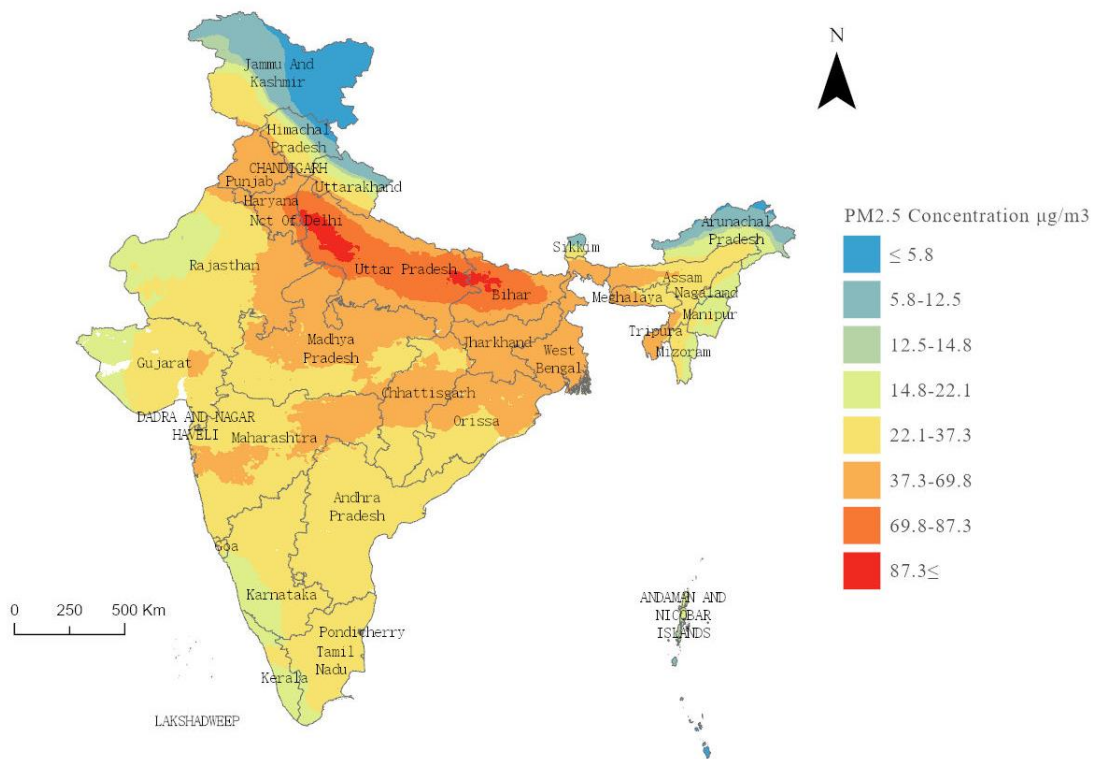 N
Jammu And
Kashmir
Himachal
Pradesh
CHANDIGARH
Punjab
Uttarakhand
Haryana
Nct Of Delhi
Rajasthan
Uttar Pradesh
Bihar
Sikkim
Arunachal
Pradesh
Assam
Nagaland
Meghalaya
Manipur
Tripura
Mizoram
Gujarat
Madhya
Pradesh
Jharkhand
West
Bengal
Chhattisgarh
Orissa
DADRA AND NAGAR
HAVELI
Maharashtra
Andhra
Pradesh
Goa
Karnataka
Pondicherry
Tamil
Nadu
Kerala
LAKSHADWEEP
ANDAMAN AND
NICOBAR
ISLANDS
0 250 500 Km
PM2.5 Concentration μg/m3
≤ 5.8
5.8-12.5
12.5-14.8
14.8-22.1
22.1-37.3
37.3-69.8
69.8-87.3
87.3≤